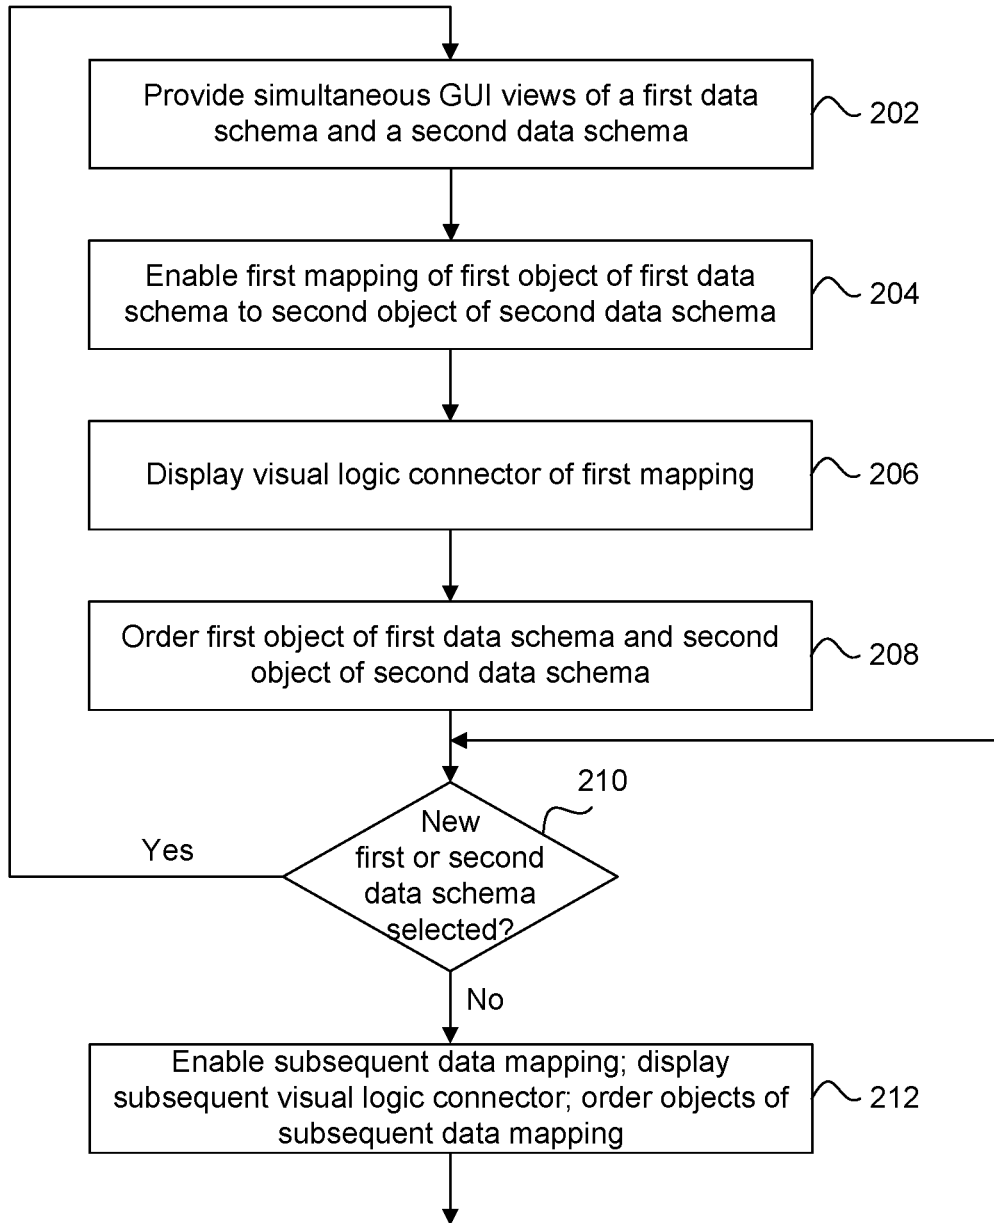 Provide simultaneous GUI views of a first data
schema and a second data schema
202
Enable first mapping of first object of first data
schema to second object of second data schema
204
Display visual logic connector of first mapping
206
Order first object of first data schema and second
object of second data schema
208
210
New
first or second
data schema
selected?
Yes
No
Enable subsequent data mapping; display
subsequent visual logic connector; order objects of
subsequent data mapping
212